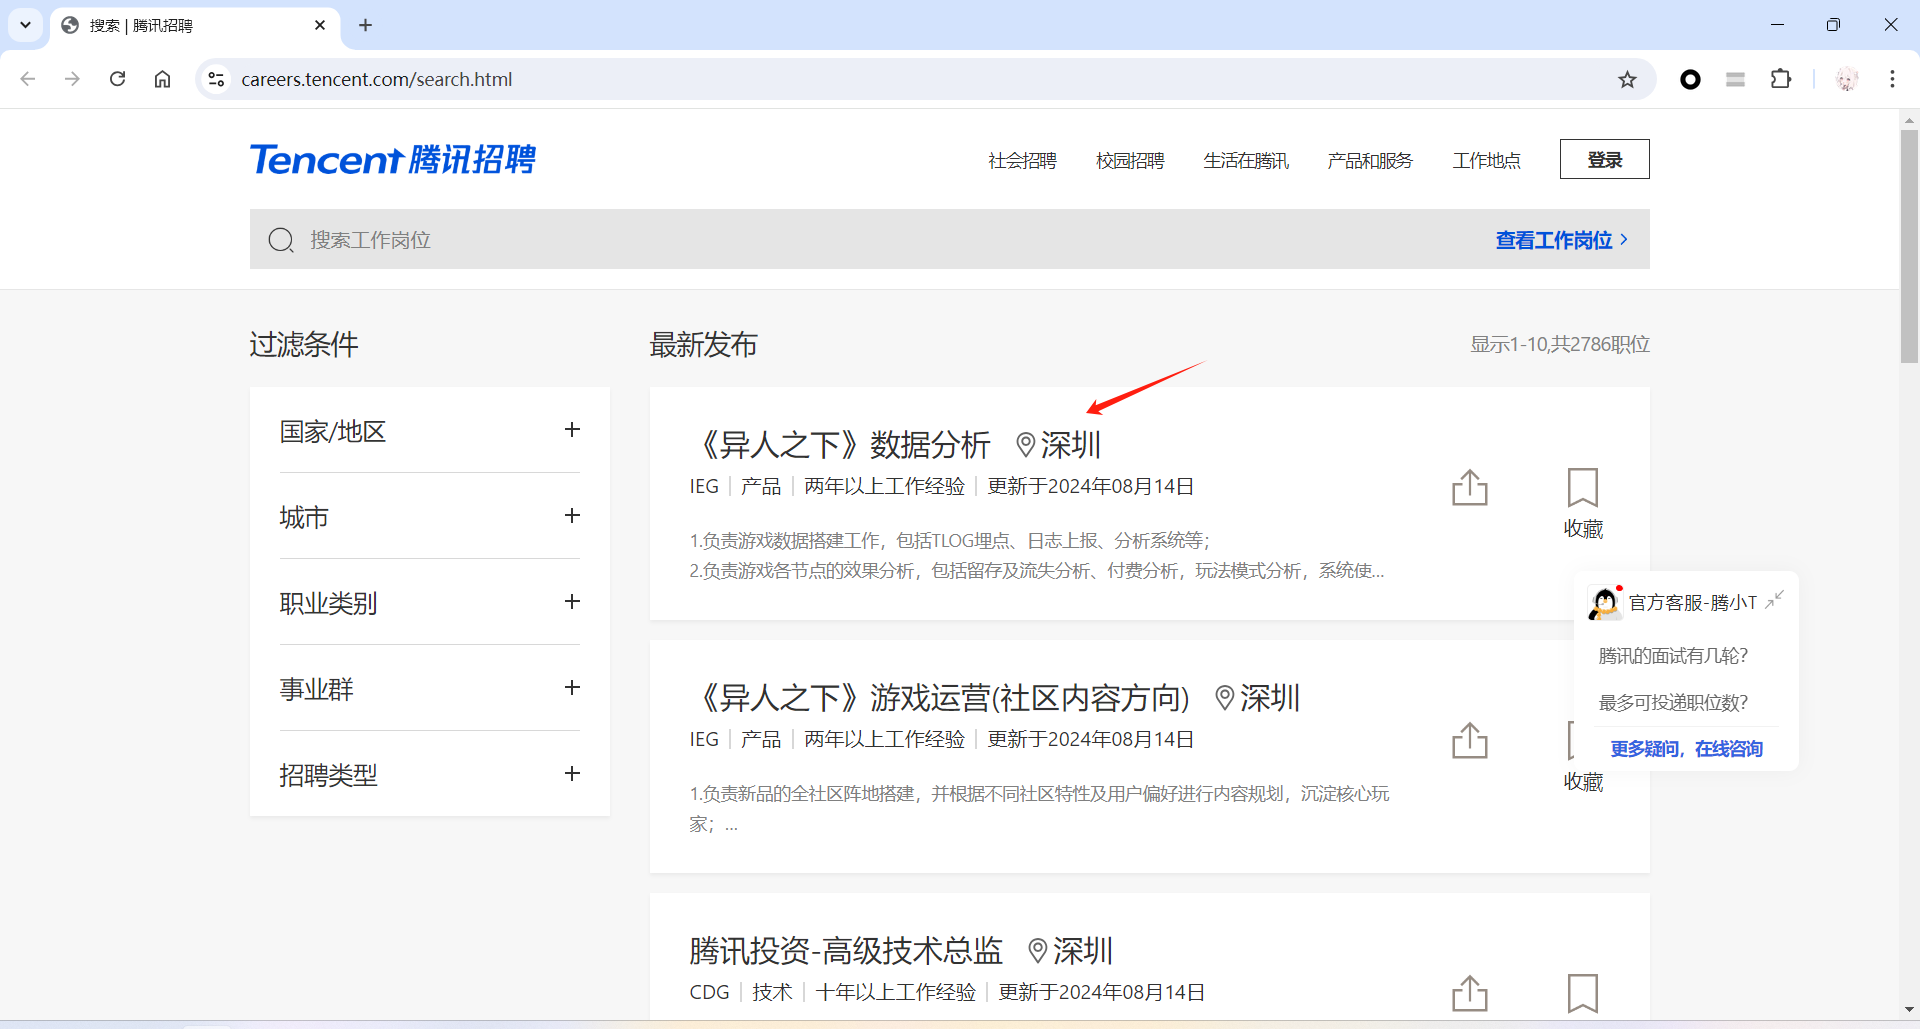 搜索 | 腾讯招聘
careers.tencent.com/search.html
Tencent 腾讯招聘
社会招聘 校园招聘 生活在腾讯 产品和服务 工作地点 登录
搜索工作岗位 查看工作岗位
过滤条件
国家/地区
城市
职业类别
事业群
招聘类型
最新发布 显示1-10,共2786职位
《异人之下》数据分析 深圳
IEG | 产品 | 两年以上工作经验 | 更新于2024年08月14日
收藏
1.负责游戏数据搭建工作，包括TLOG埋点、日志上报、分析系统等；
2.负责游戏各节点的效果分析，包括留存及流失分析、付费分析，玩法模式分析，系统使...
《异人之下》游戏运营(社区内容方向) 深圳
IEG | 产品 | 两年以上工作经验 | 更新于2024年08月14日
收藏
1.负责新品的全社区阵地搭建，并根据不同社区特性及用户偏好进行内容规划，沉淀核心玩
家；...
腾讯投资-高级技术总监 深圳
CDG | 技术 | 十年以上工作经验 | 更新于2024年08月14日
官方客服-腾小T
腾讯的面试有几轮?
最多可投递职位数?
更多疑问，在线咨询